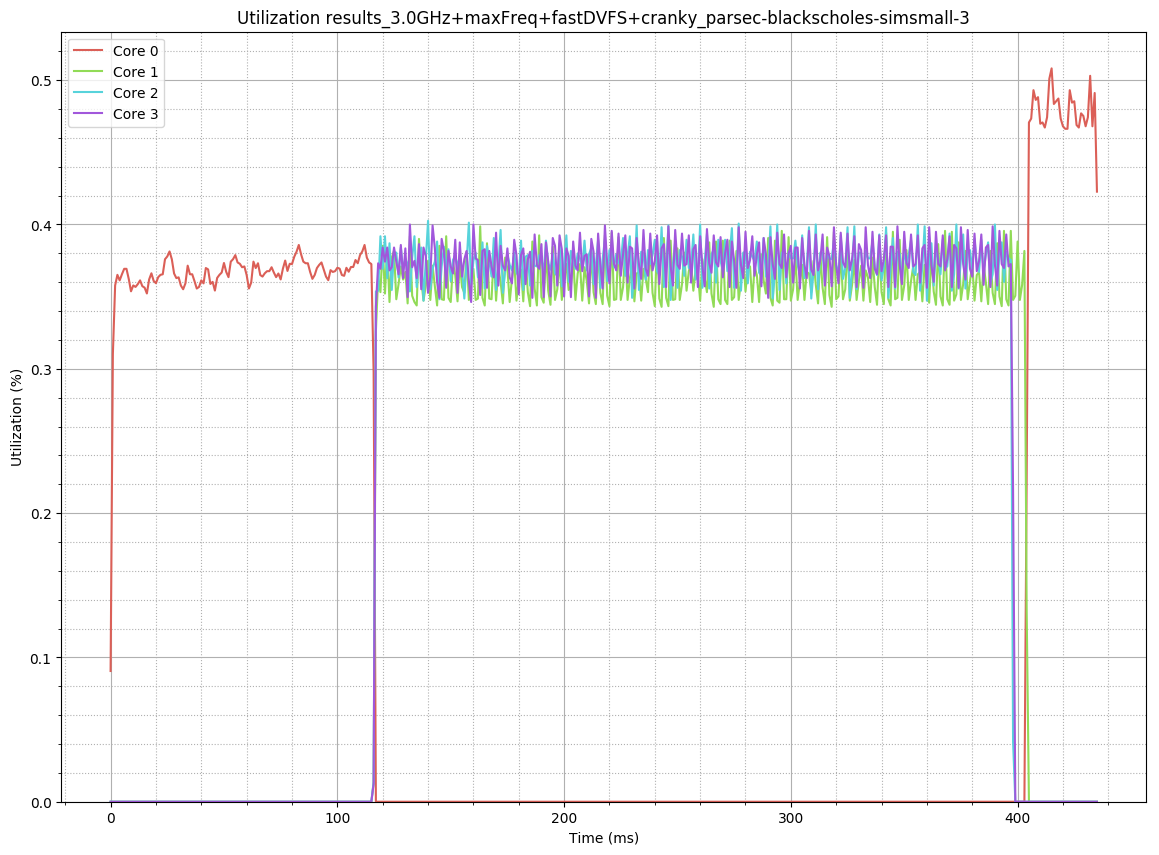 Utilization results_3.0GHz+maxFreq+fastDVFS+cranky_parsec-blackscholes-simsmall-3
Core 0
Core 1
Core 2
Core 3
0.5
0.4
0.3
0.2
0.1
0.0
Utilization (%)
0 100 200 300 400
Time (ms)